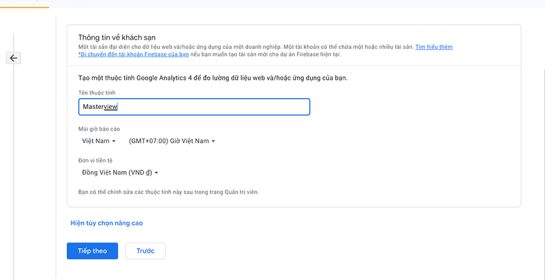 Thông tin về khách sạn
Một tài sản đại diện cho dữ liệu web và/hoặc ứng dụng của một doanh nghiệp. Một tài khoản có thể chứa một hoặc nhiều tài sản. Tìm hiểu thêm
*Di chuyển đến tài khoản Firebase của bạn nếu bạn muốn tạo tài sản mới cho dự án Firebase hiện tại.
Tạo một thuộc tính Google Analytics 4 để đo lường dữ liệu web và/hoặc ứng dụng của bạn.
Tên thuộc tính
Masterview
Múi giờ báo cáo
Việt Nam (GMT+07:00) Giờ Việt Nam
Đơn vị tiền tệ
Đồng Việt Nam (VND ₫)
Bạn có thể chỉnh sửa các thuộc tính này sau trong trang Quản trị viên.
Hiện tùy chọn nâng cao
Tiếp theo Trước